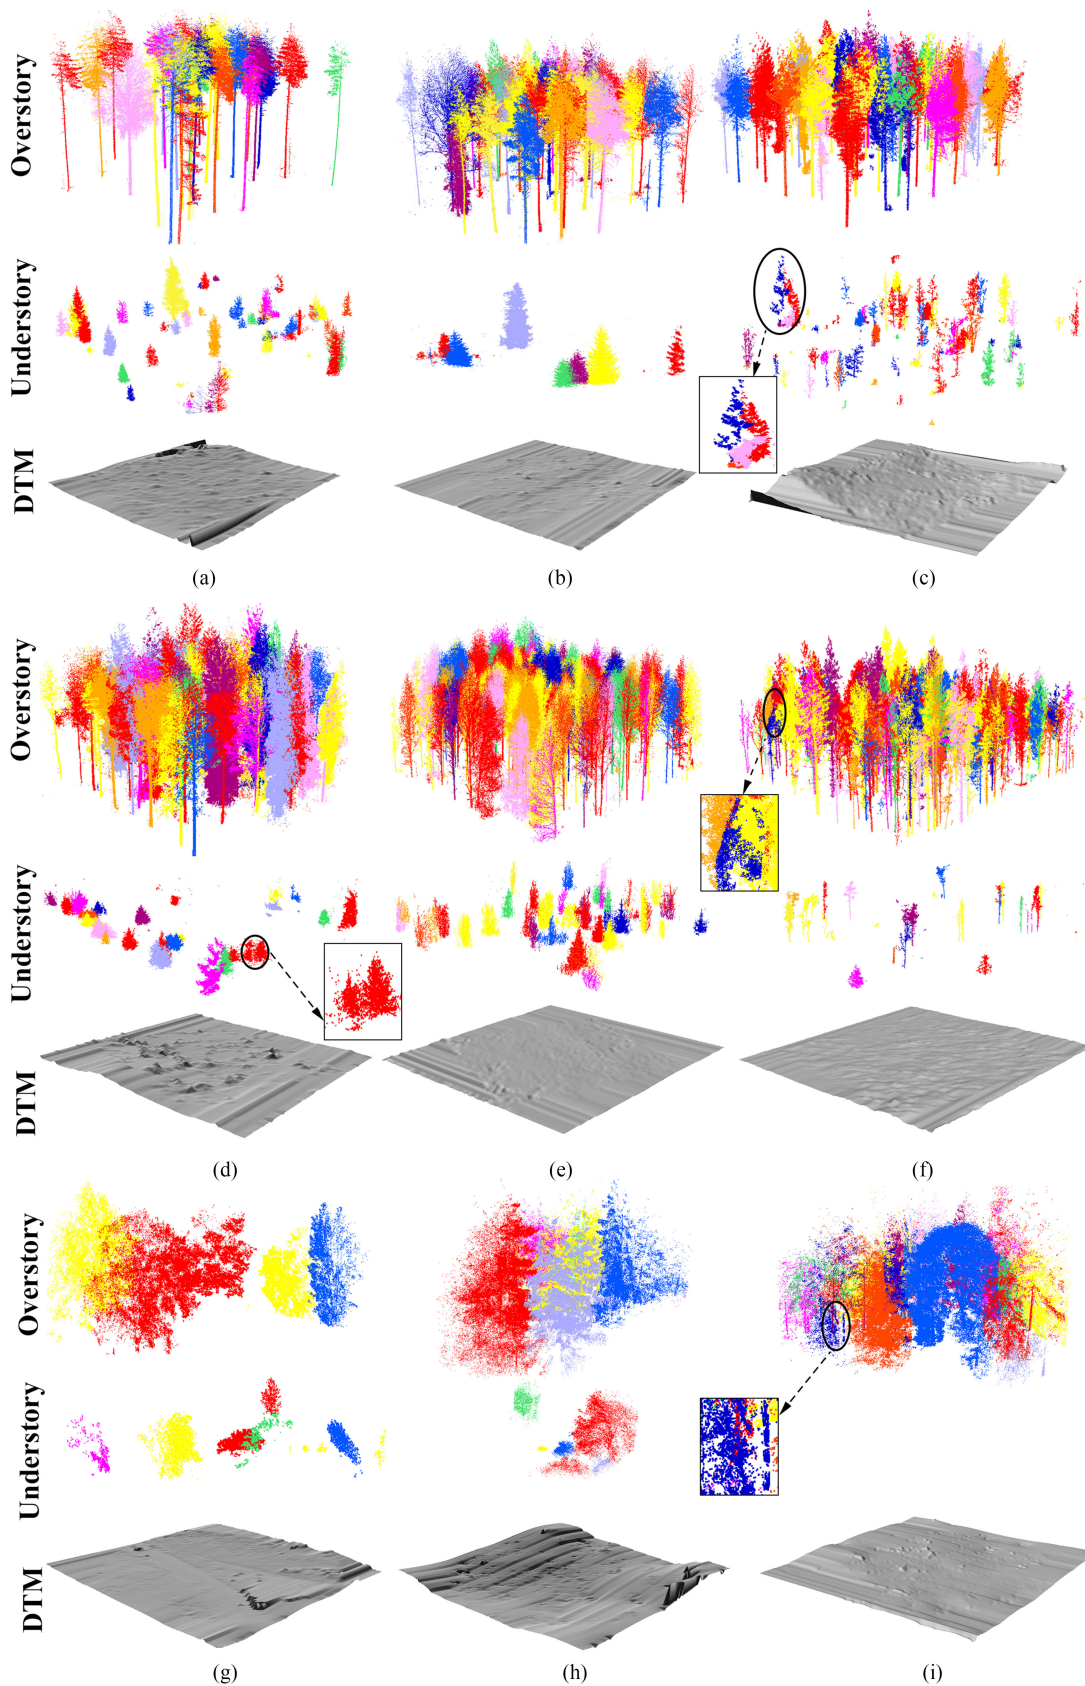 Overstory
Understory
DTM
(a)
(b)
(c)
Overstory
Understory
DTM
(d)
(e)
(f)
Overstory
Understory
DTM
(g)
(h)
(i)